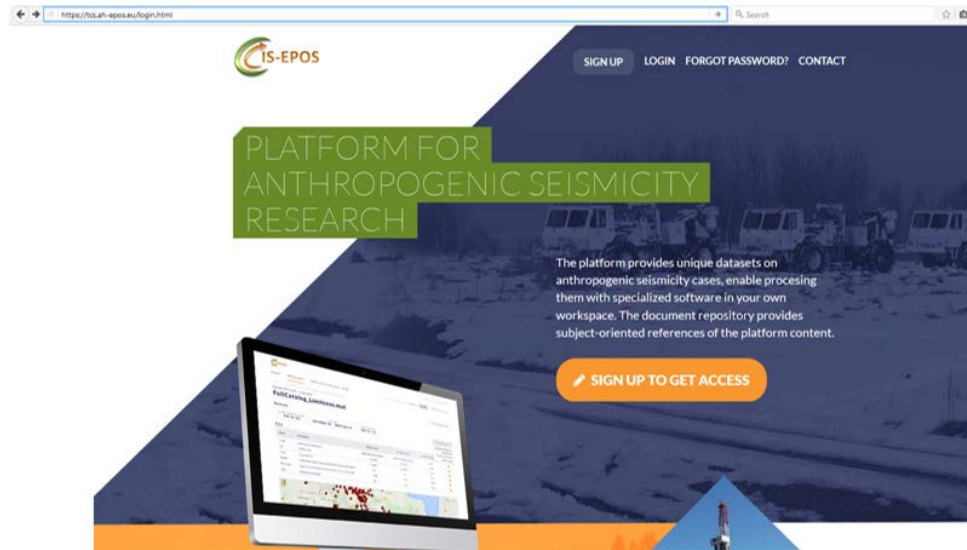 https://tcs.ah-epos.eu/login.html
Search
IS-EPOS
SIGN UP LOGIN FORGOT PASSWORD? CONTACT
PLATFORM FOR
ANTHROPOGENIC SEISMICITY
RESEARCH
The platform provides unique datasets on
anthropogenic seismicity cases, enable procesing
them with specialized software in your own
workspace. The document repository provides
subject-oriented references of the platform content.
SIGN UP TO GET ACCESS